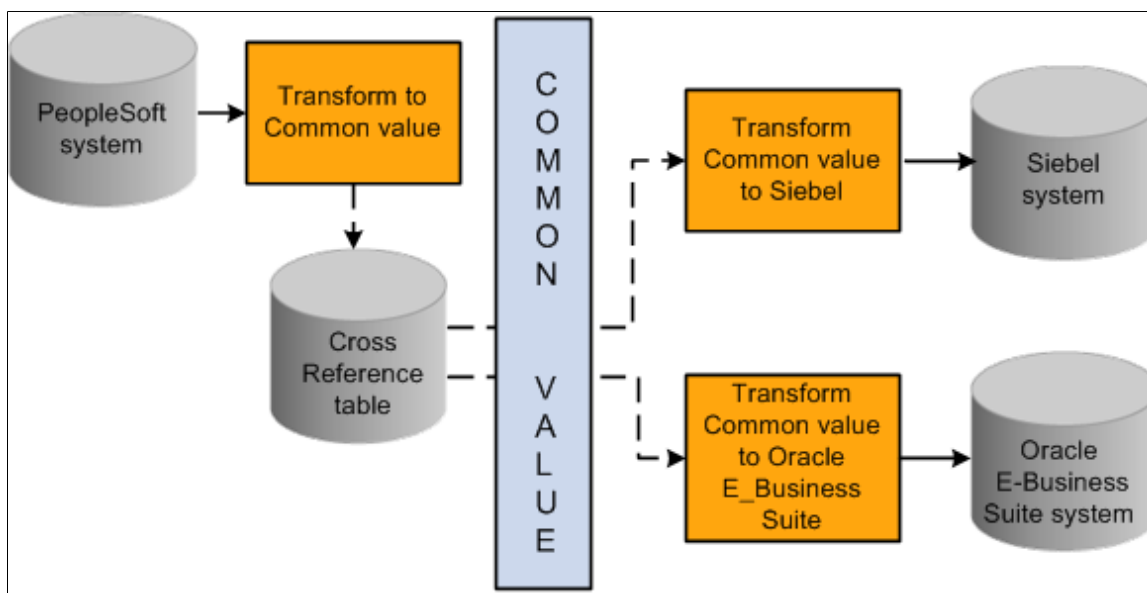 PeopleSoft
system
Transform to
Common value
Cross
Reference
table
C
O
M
M
O
N
V
A
L
U
E
Transform
Common value
to Siebel
Siebel
system
Transform
Common value
to Oracle
E_Business
Suite
Oracle
E-Business
Suite system